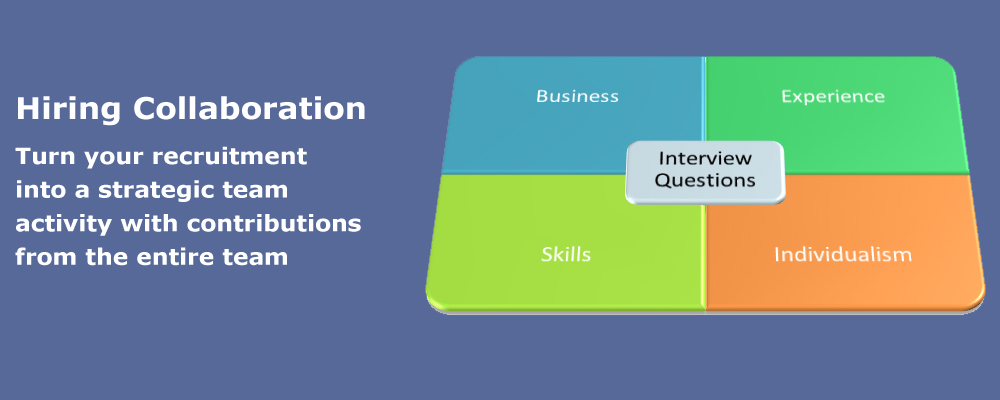 Hiring Collaboration
Turn your recruitment
into a strategic team
activity with contributions
from the entire team
Business
Experience
Interview
Questions
Skills
Individualism